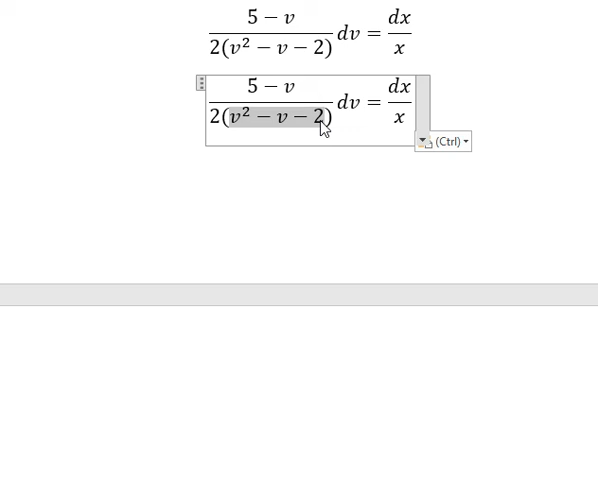 5 − v
2(v² − v − 2) dv = dx
x
5 − v
2(v² − v − 2) dv = dx
x
(Ctrl)